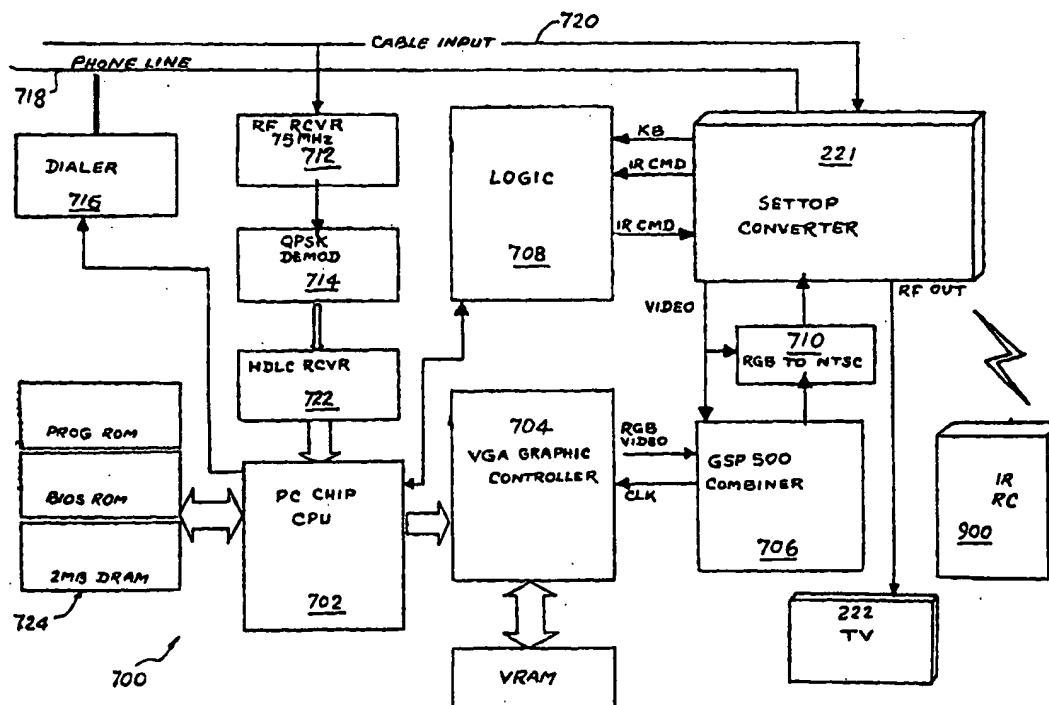 720
CABLE INPUT
PHONE LINE
718
DIALER
716
RF RCVR
75MHz
712
QPSK
DEMOD
714
HDLC RCVR
722
LOGIC
708
KB
IR CMD
IR CMD
221
SETTOP
CONVERTER
VIDEO
RF OUT
710
RGB TO NTSC
PROG ROM
BIOS ROM
2MB DRAM
724
PC CHIP
CPU
702
704
VGA GRAPHIC
CONTROLLER
RGB
VIDEO
CLK
GSP 500
COMBINER
706
IR
RC
900
222
TV
700
VRAM